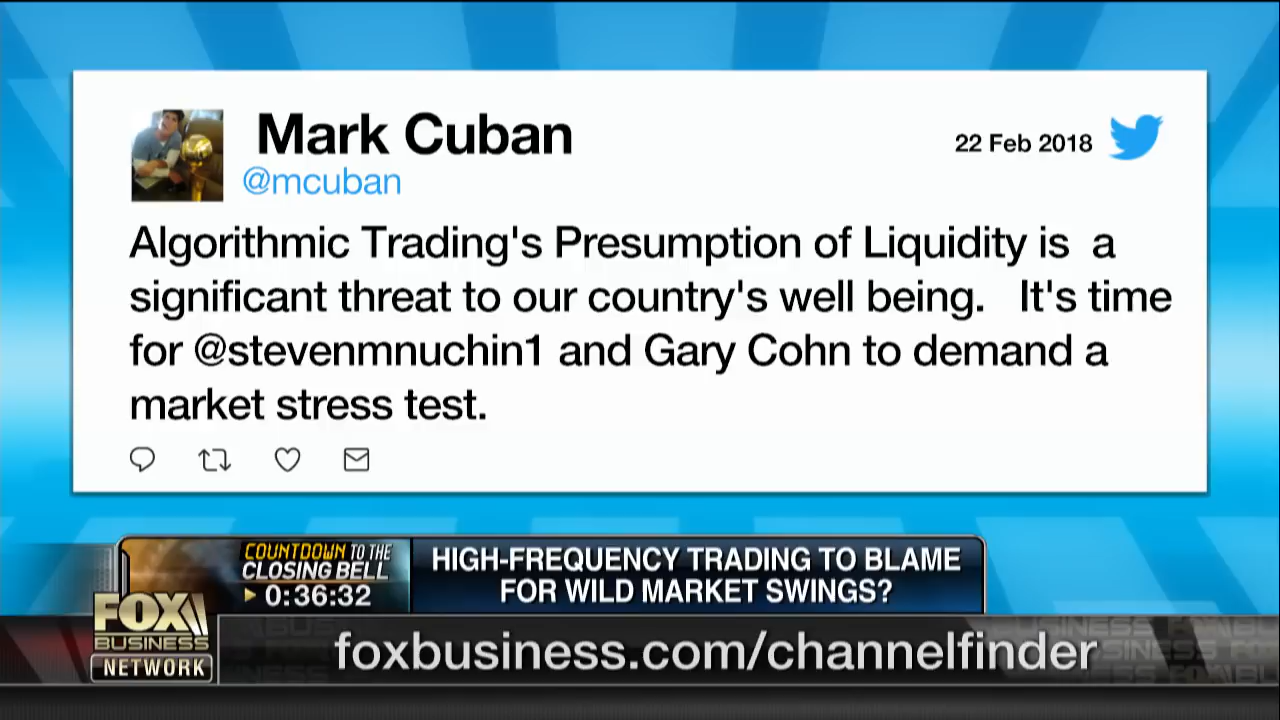 Mark Cuban
22 Feb 2018
@mcuban
Algorithmic Trading's Presumption of Liquidity is  a
significant threat to our country's well being.   It's time
for @stevenmnuchin1 and Gary Cohn to demand a
market stress test.
COUNTDOWN TO THE
CLOSING BELL
0:36:32
HIGH-FREQUENCY TRADING TO BLAME
FOR WILD MARKET SWINGS?
FOX
BUSINESS
NETWORK
foxbusiness.com/channelfinder